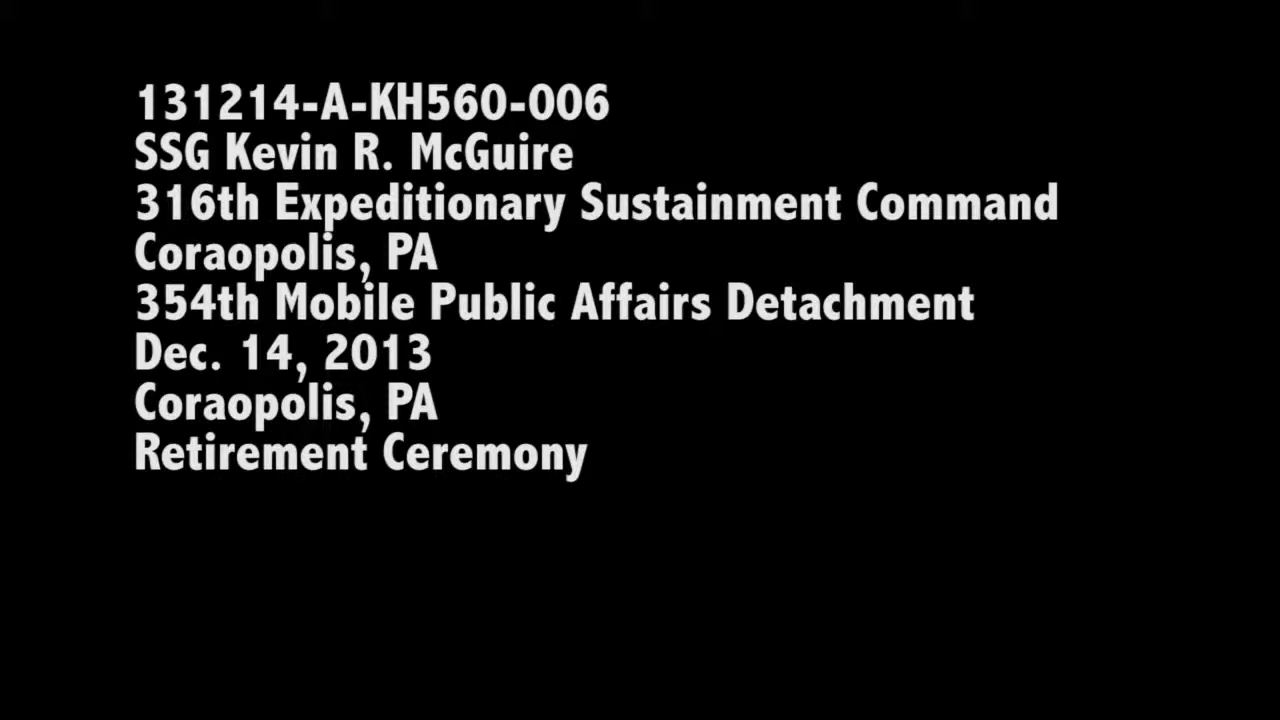 131214-A-KH560-006
SSG Kevin R. McGuire
316th Expeditionary Sustainment Command
Coraopolis, PA
354th Mobile Public Affairs Detachment
Dec. 14, 2013
Coraopolis, PA
Retirement Ceremony